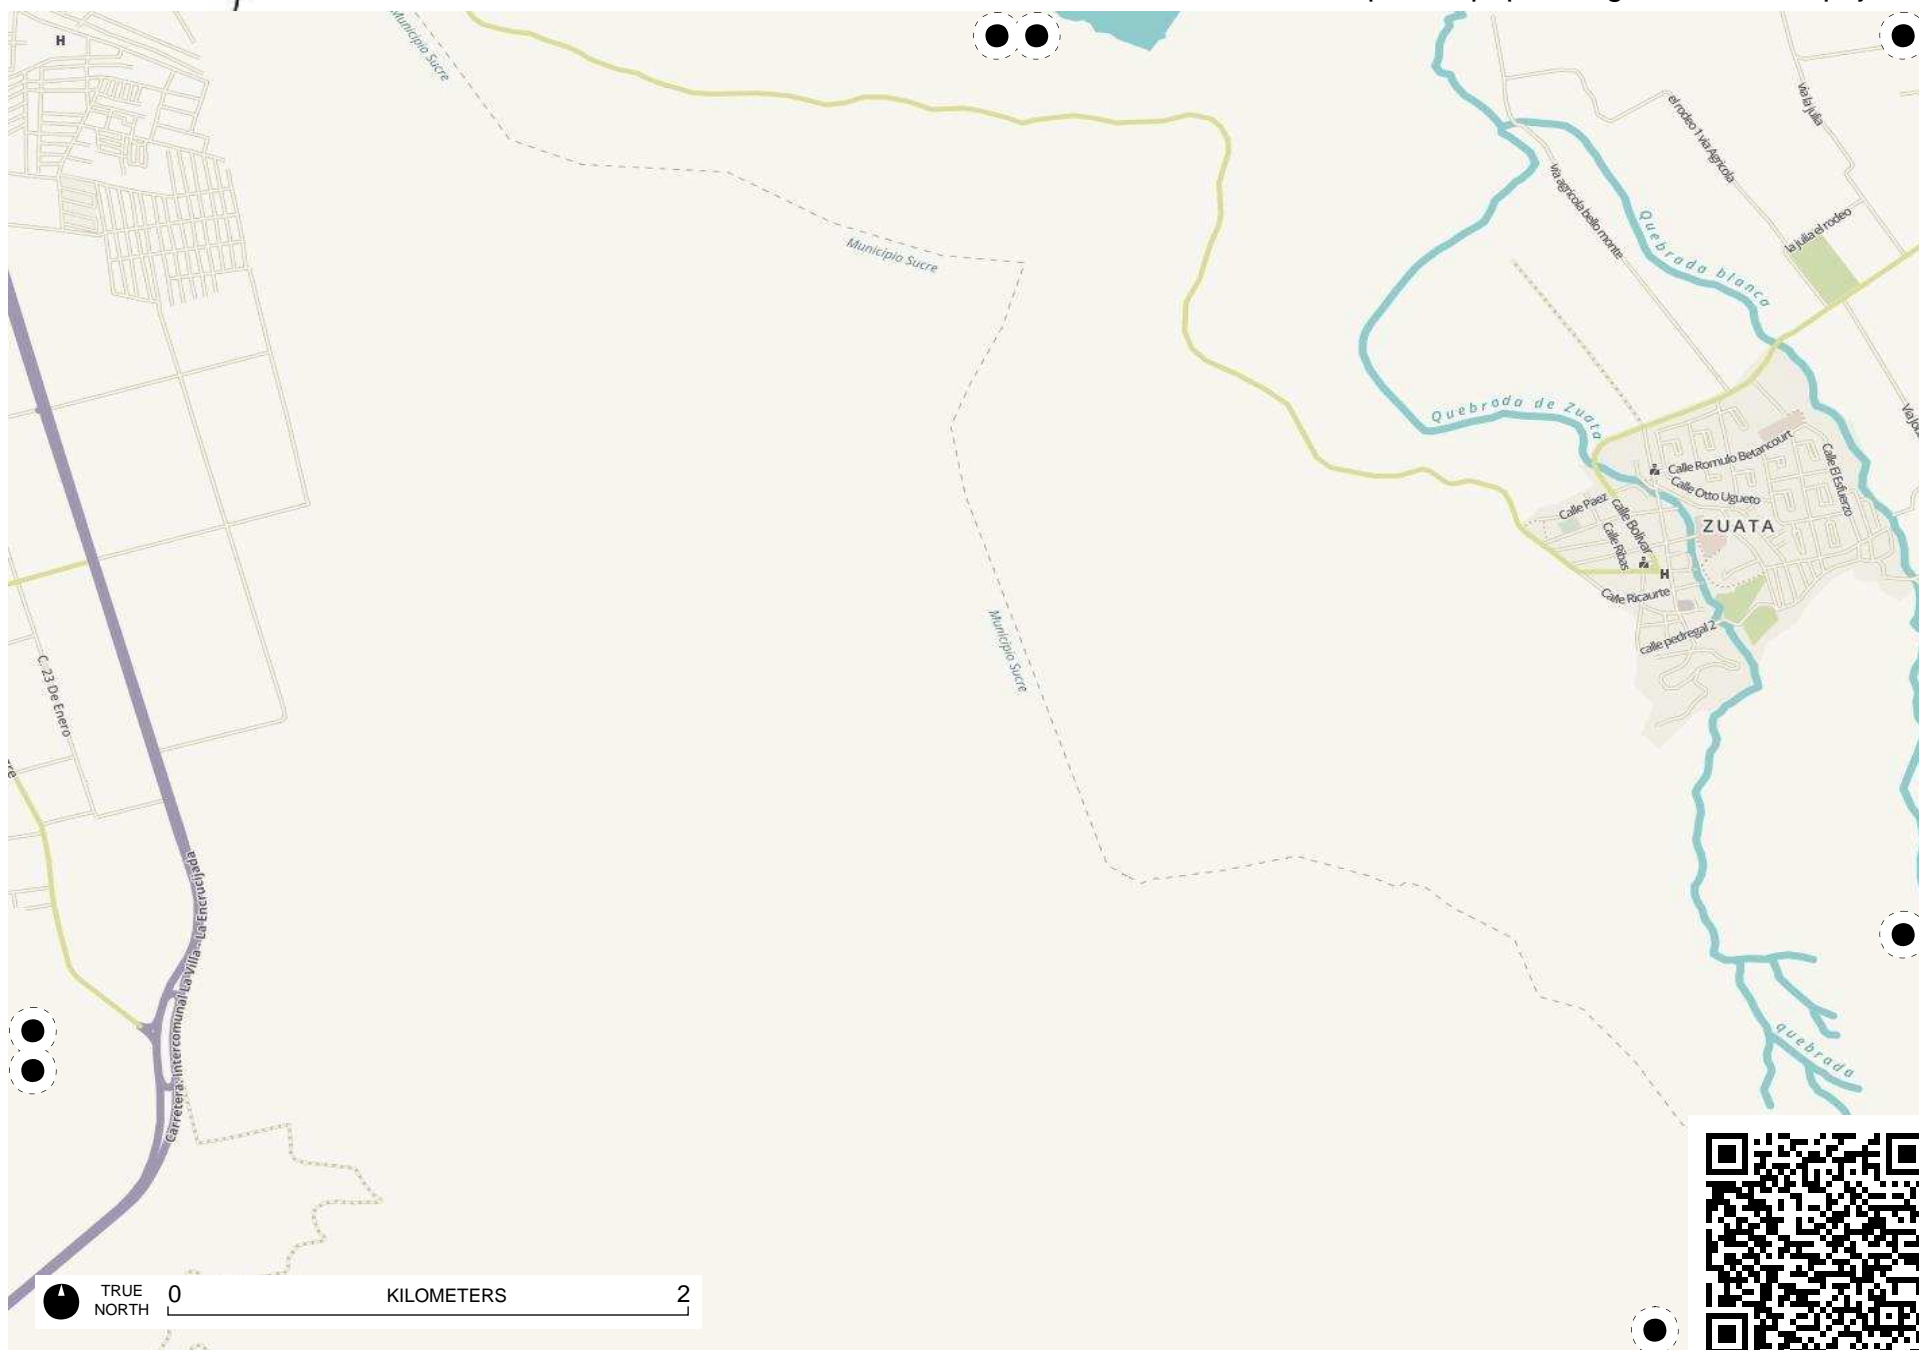 H
Municipio Sucre
via la julia
el rodeo 1 via Agricola
via agricola bello monte
Quebrada blanca
la julia el rodeo
Municipio Sucre
Quebrada de Zuata
Calle Romulo Betancourt
Calle El Esfuerzo
Calle Otto Ugueto
Calle Paez
calle Bolivar
Calle Ribas
ZUATA
H
Calle Ricaurte
calle pedregal 2
Municipio Sucre
C. 23 De Enero
Carretera. Intercomunal La Villa - La Encrucijada
quebrada
TRUE
NORTH
0 KILOMETERS 2